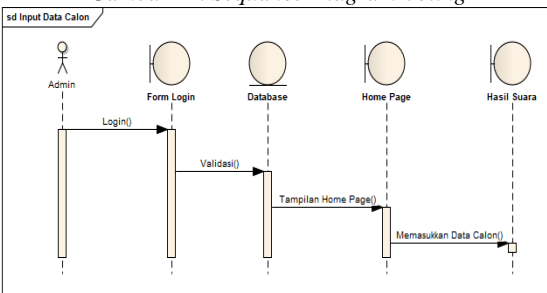 sd Input Data Calon
Admin
Form Login
Database
Home Page
Hasil Suara
Login()
Validasi()
Tampilan Home Page()
Memasukkan Data Calon()